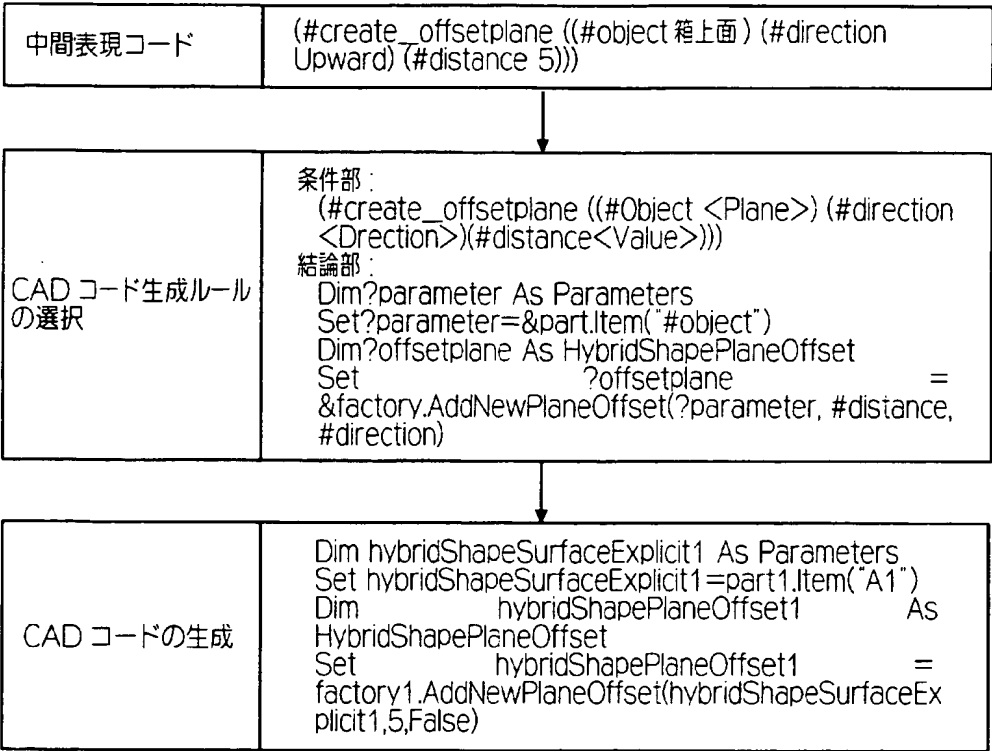 中間表現コード
(#create_offsetplane ((#object 箱上面) (#direction
Upward) (#distance 5)))
CAD コード生成ルール
の選択
条件部:
(#create_offsetplane ((#Object <Plane>) (#direction
<Drection>)(#distance<Value>)))
結論部:
Dim?parameter As Parameters
Set?parameter=&part.Item("#object")
Dim?offsetplane As HybridShapePlaneOffset
Set ?offsetplane =
&factory.AddNewPlaneOffset(?parameter, #distance,
#direction)
CAD コードの生成
Dim hybridShapeSurfaceExplicit1 As Parameters
Set hybridShapeSurfaceExplicit1=part1.Item("A1")
Dim hybridShapePlaneOffset1 As
HybridShapePlaneOffset
Set hybridShapePlaneOffset1 =
factory1.AddNewPlaneOffset(hybridShapeSurfaceEx
plicit1,5,False)